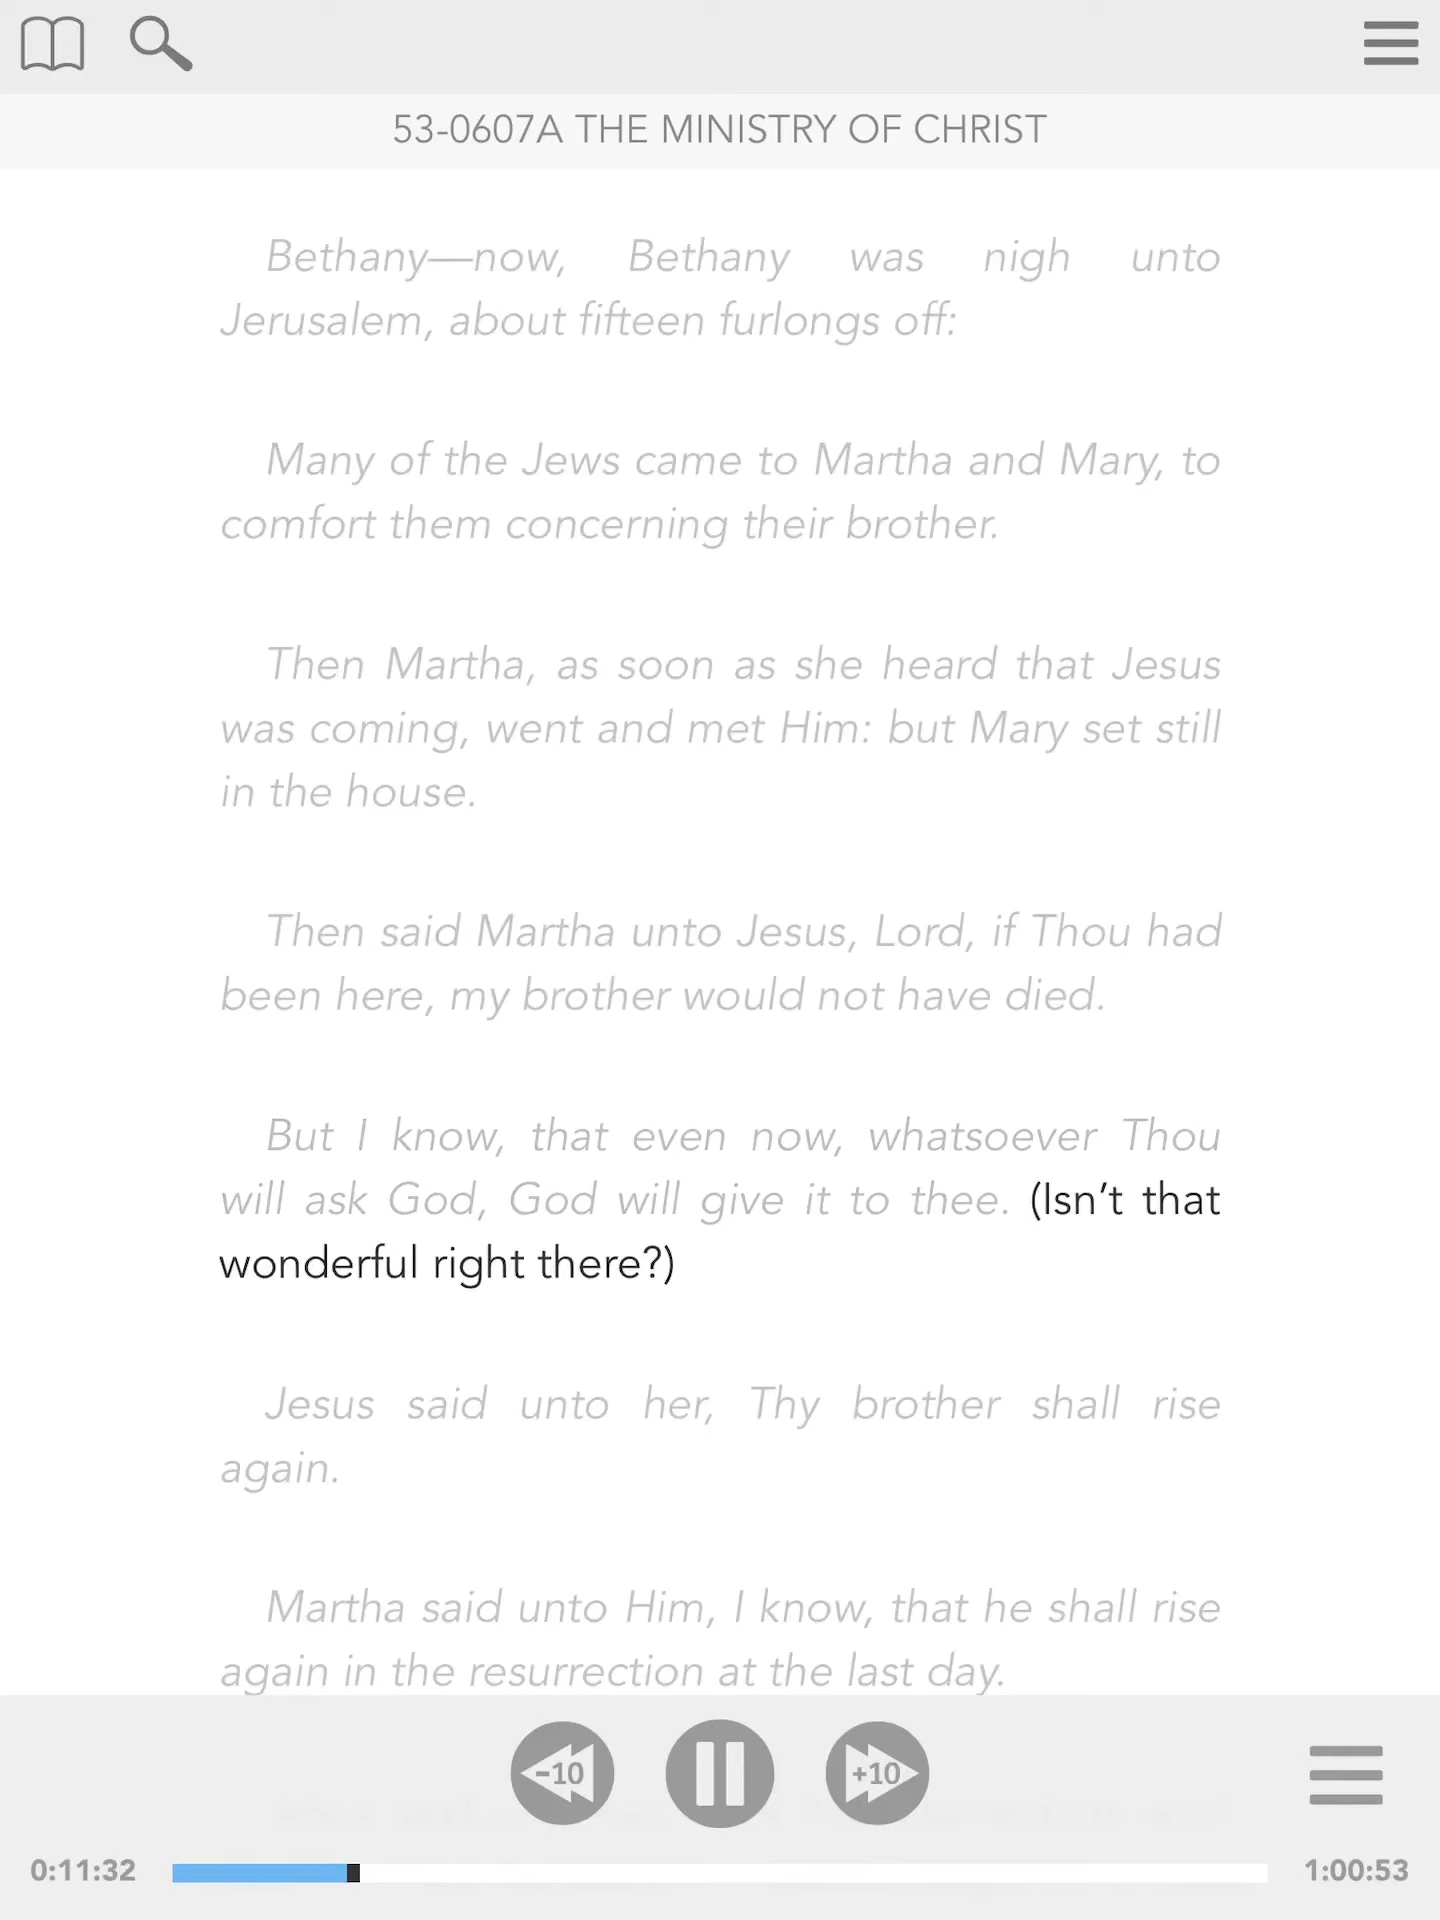 53-0607A THE MINISTRY OF CHRIST
Bethany—now, Bethany was nigh unto
Jerusalem, about fifteen furlongs off:
Many of the Jews came to Martha and Mary, to
comfort them concerning their brother.
Then Martha, as soon as she heard that Jesus
was coming, went and met Him: but Mary set still
in the house.
Then said Martha unto Jesus, Lord, if Thou had
been here, my brother would not have died.
But I know, that even now, whatsoever Thou
will ask God, God will give it to thee. (Isn’t that
wonderful right there?)
Jesus said unto her, Thy brother shall rise
again.
Martha said unto Him, I know, that he shall rise
again in the resurrection at the last day.
-10 +10
0:11:32 1:00:53